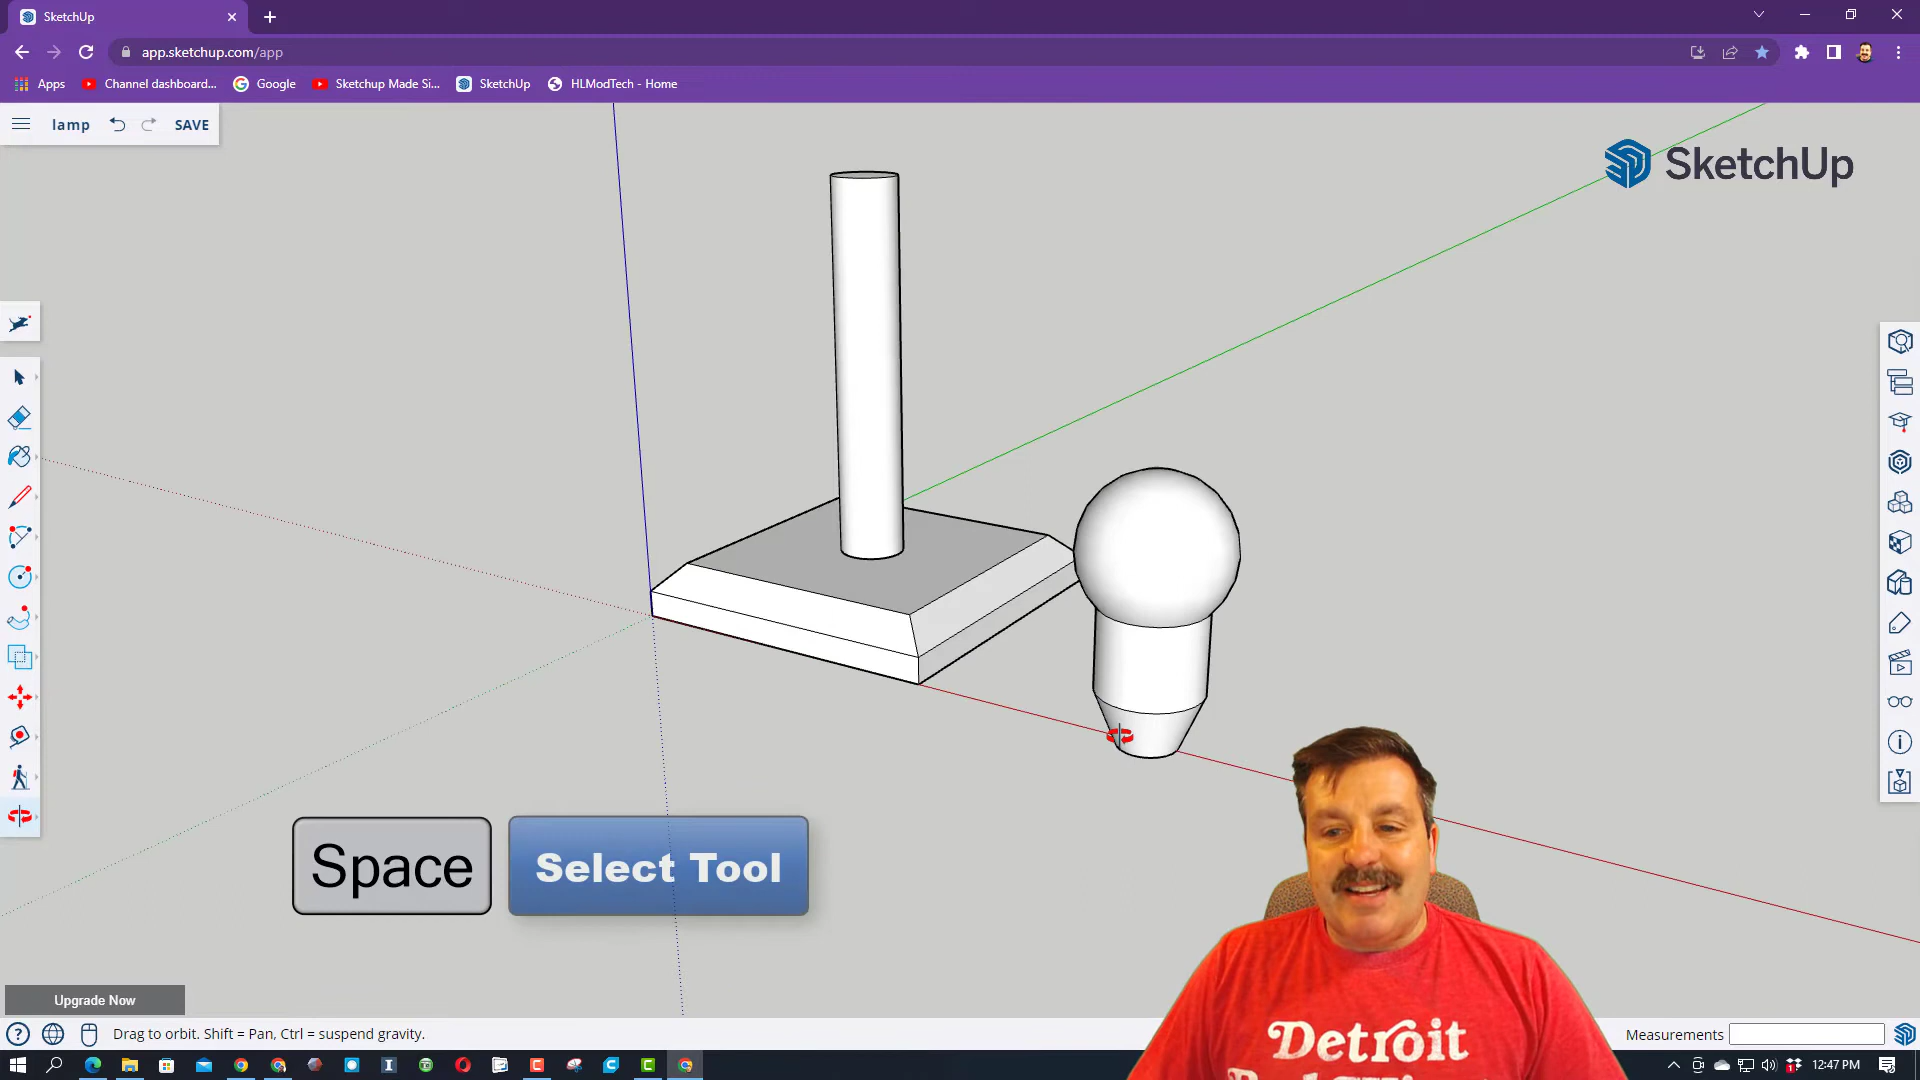 SketchUp
app.sketchup.com/app
Apps
Channel dashboard...
Google
Sketchup Made Si...
SketchUp
HLModTech - Home
lamp
SAVE
SketchUp
Space
Select Tool
Upgrade Now
Drag to orbit. Shift = Pan, Ctrl = suspend gravity.
Measurements
Detroit
12:47 PM